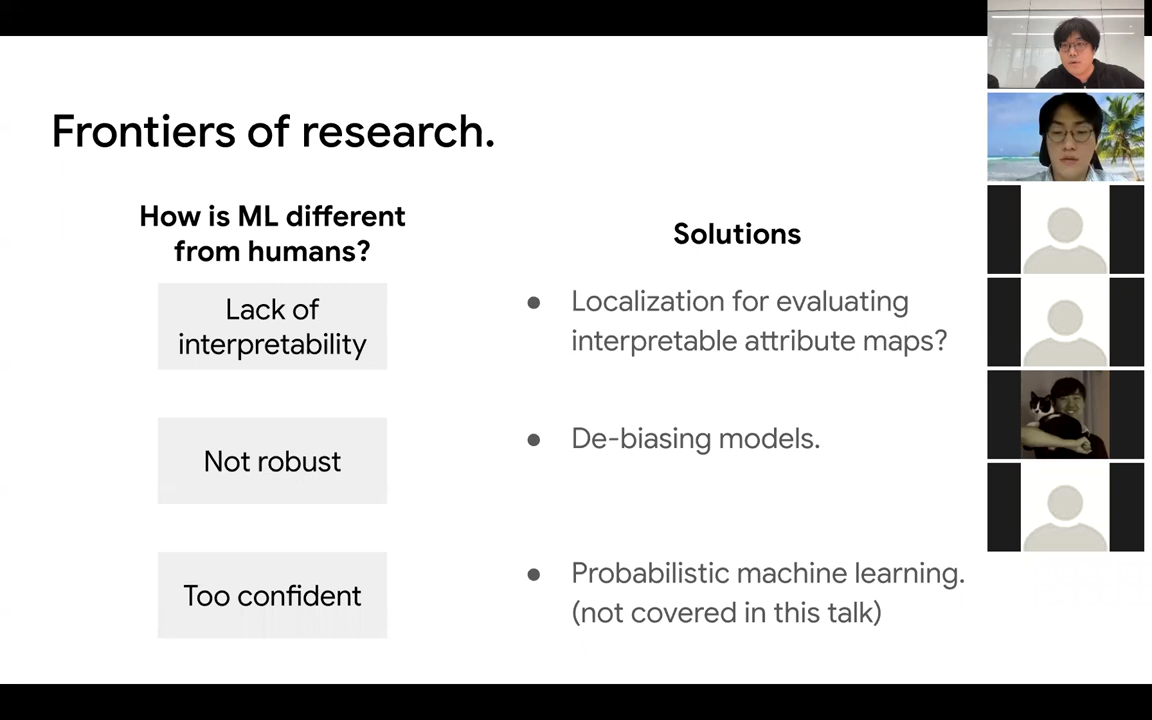 Frontiers of research.
How is ML different
from humans?
Solutions
Lack of
interpretability
● Localization for evaluating
interpretable attribute maps?
Not robust
● De-biasing models.
Too confident
● Probabilistic machine learning.
(not covered in this talk)